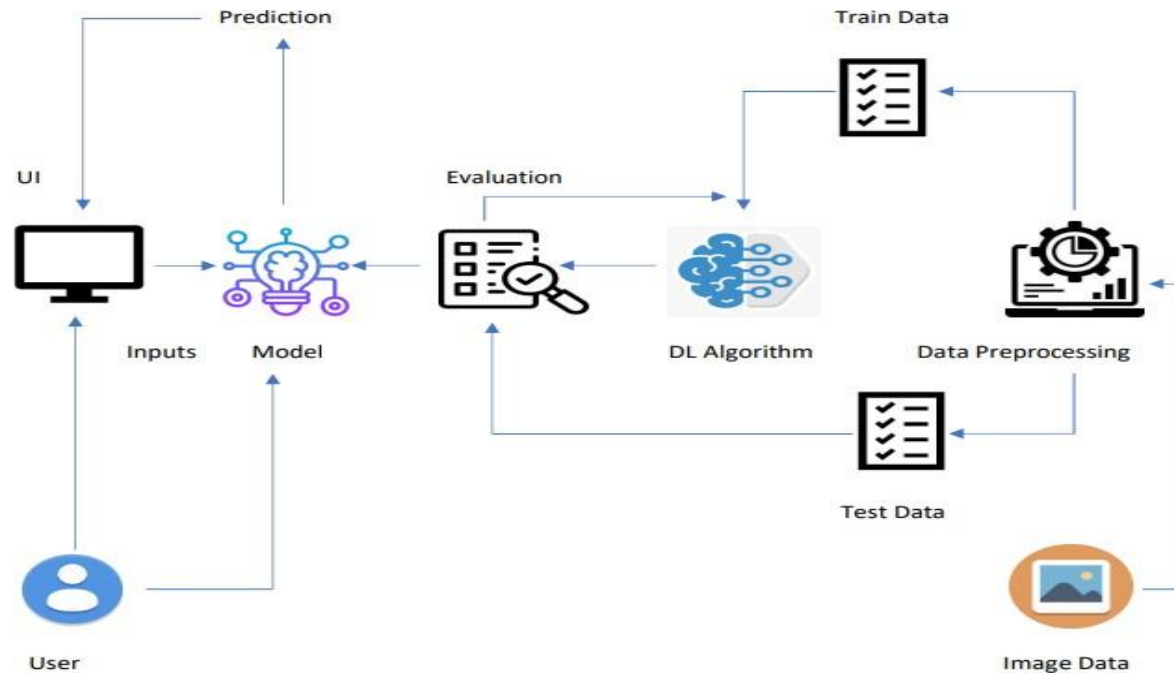 Prediction
Train Data
UI
Evaluation
Inputs
Model
DL Algorithm
Data Preprocessing
Test Data
User
Image Data